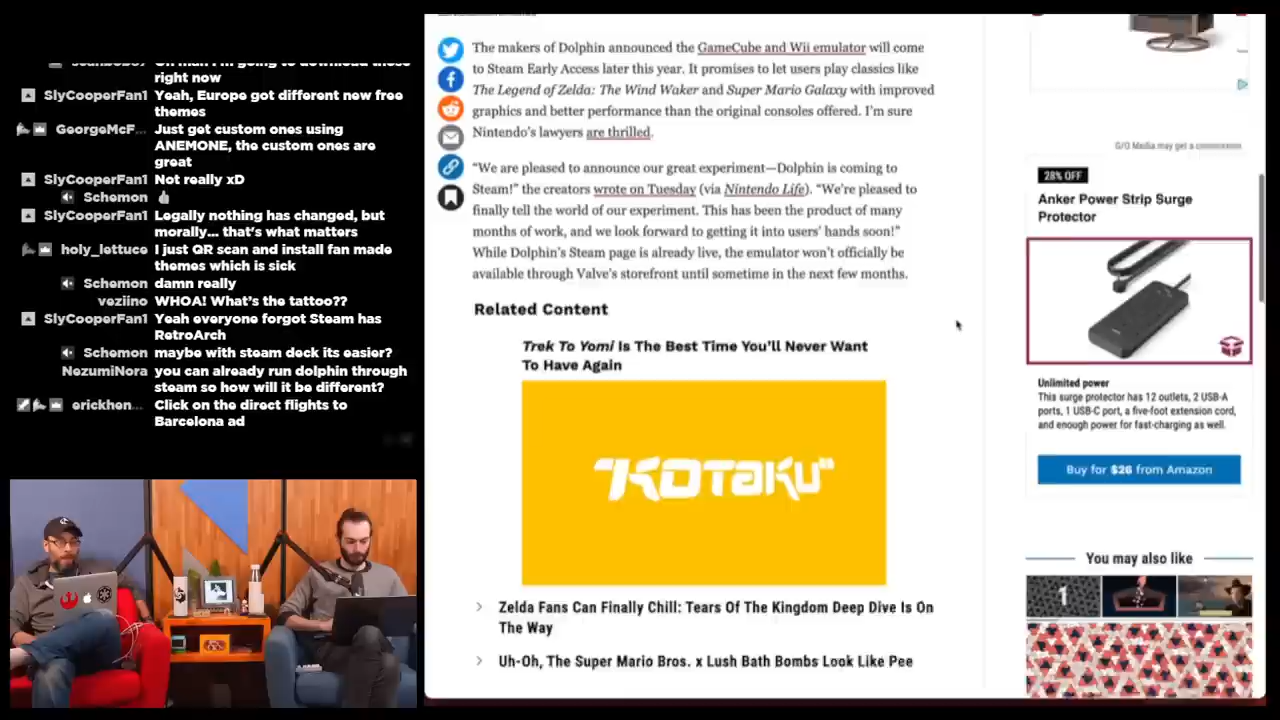 right now
SlyCooperFan1 Yeah, Europe got different new free
themes
GeorgeMcF... Just get custom ones using
ANEMONE, the custom ones are
great
SlyCooperFan1 Not really xD
Schemon 👍
SlyCooperFan1 Legally nothing has changed, but
morally... that's what matters
holy_lettuce I just QR scan and install fan made
themes which is sick
Schemon damn really
veziino WHOA! What's the tattoo??
SlyCooperFan1 Yeah everyone forgot Steam has
RetroArch
Schemon maybe with steam deck its easier?
NezumiNora you can already run dolphin through
steam so how will it be different?
erickhen... Click on the direct flights to
Barcelona ad
The makers of Dolphin announced the GameCube and Wii emulator will come
to Steam Early Access later this year. It promises to let users play classics like
The Legend of Zelda: The Wind Waker and Super Mario Galaxy with improved
graphics and better performance than the original consoles offered. I'm sure
Nintendo's lawyers are thrilled.
"We are pleased to announce our great experiment—Dolphin is coming to
Steam!" the creators wrote on Tuesday (via Nintendo Life). "We're pleased to
finally tell the world of our experiment. This has been the product of many
months of work, and we look forward to getting it into users' hands soon!"
While Dolphin's Steam page is already live, the emulator won't officially be
available through Valve's storefront until sometime in the next few months.
Related Content
Trek To Yomi Is The Best Time You'll Never Want
To Have Again
"KOTAKU"
Zelda Fans Can Finally Chill: Tears Of The Kingdom Deep Dive Is On
The Way
Uh-Oh, The Super Mario Bros. x Lush Bath Bombs Look Like Pee
G/O Media may get a commission
28% OFF
Anker Power Strip Surge
Protector
Unlimited power
This surge protector has 12 outlets, 2 USB-A
ports, 1 USB-C port, a five-foot extension cord,
and enough power for fast-charging as well.
Buy for $26 from Amazon
You may also like
1